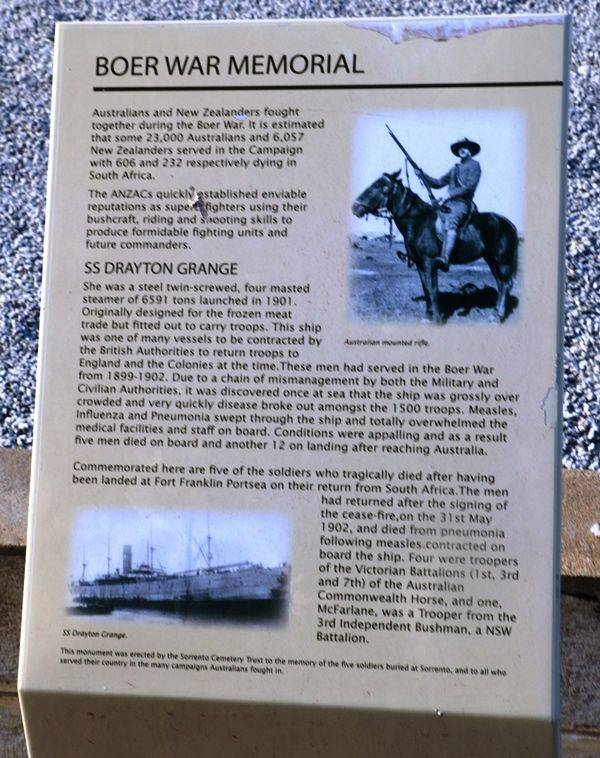 BOER WAR MEMORIAL
Australians and New Zealanders fought
together during the Boer War. It is estimated
that some 23,000 Australians and 6,057
New Zealanders served in the Campaign
with 606 and 232 respectively dying in
South Africa.
The ANZACs quickly established enviable
reputations as super fighters using their
bushcraft, riding and shooting skills to
produce formidable fighting units and
future commanders.
SS DRAYTON GRANGE
She was a steel twin-screwed, four masted
steamer of 6591 tons launched in 1901.
Originally designed for the frozen meat
trade but fitted out to carry troops. This ship
was one of many vessels to be contracted by
the British Authorities to return troops to
England and the Colonies at the time.These men had served in the Boer War
from 1899-1902. Due to a chain of mismanagement by both the Military and
Civilian Authorities, it was discovered once at sea that the ship was grossly over
crowded and very quickly disease broke out amongst the 1500 troops. Measles,
Influenza and Pneumonia swept through the ship and totally overwhelmed the
medical facilities and staff on board. Conditions were appalling and as a result
five men died on board and another 12 on landing after reaching Australia.
Australian mounted rifle.
Commemorated here are five of the soldiers who tragically died after having
been landed at Fort Franklin Portsea on their return from South Africa.The men
had returned after the signing of
the cease-fire,on the 31st May
1902, and died from pneumonia
following measles contracted on
board the ship. Four were troopers
of the Victorian Battalions (1st, 3rd
and 7th) of the Australian
Commonwealth Horse, and one,
McFarlane, was a Trooper from the
3rd Independent Bushman, a NSW
Battalion.
SS Drayton Grange.
This monument was erected by the Sorrento Cemetery Trust to the memory of the five soldiers buried at Sorrento, and to all who
served their country in the many campaigns Australians fought in.